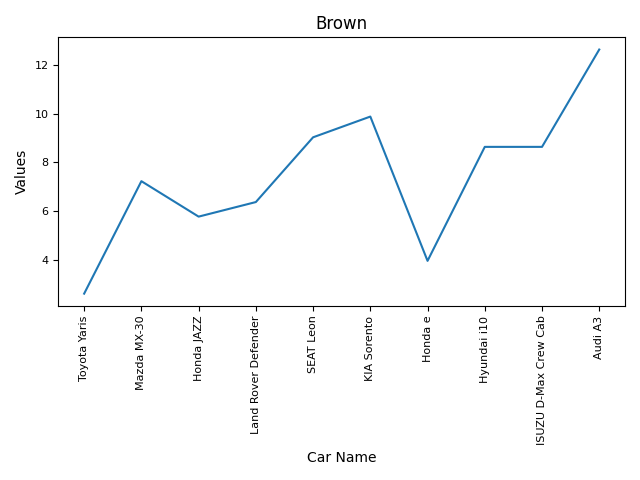 Brown
Values
12
10
8
6
4
Toyota Yaris
Mazda MX-30
Honda JAZZ
Land Rover Defender
SEAT Leon
KIA Sorento
Honda e
Hyundai i10
ISUZU D-Max Crew Cab
Audi A3
Car Name